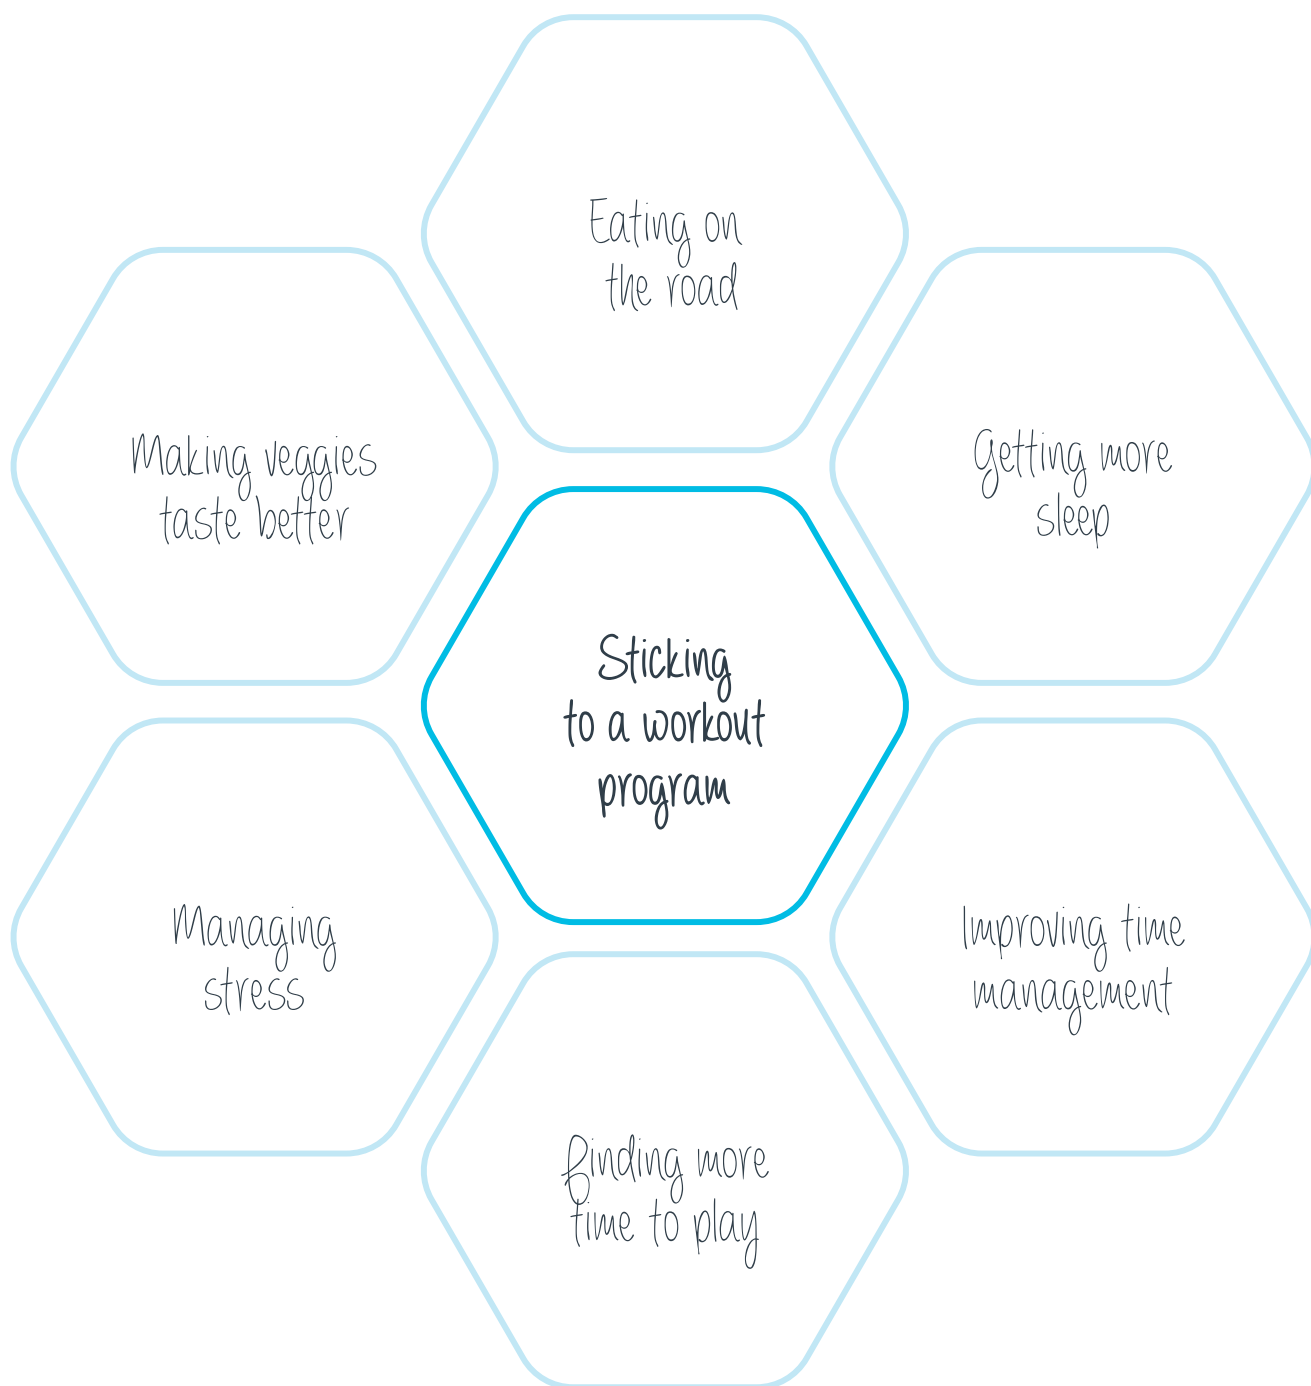 Eating on
the road
Making veggies
taste better
Getting more
sleep
Sticking
to a workout
program
Managing
stress
Improving time
management
Finding more
time to play